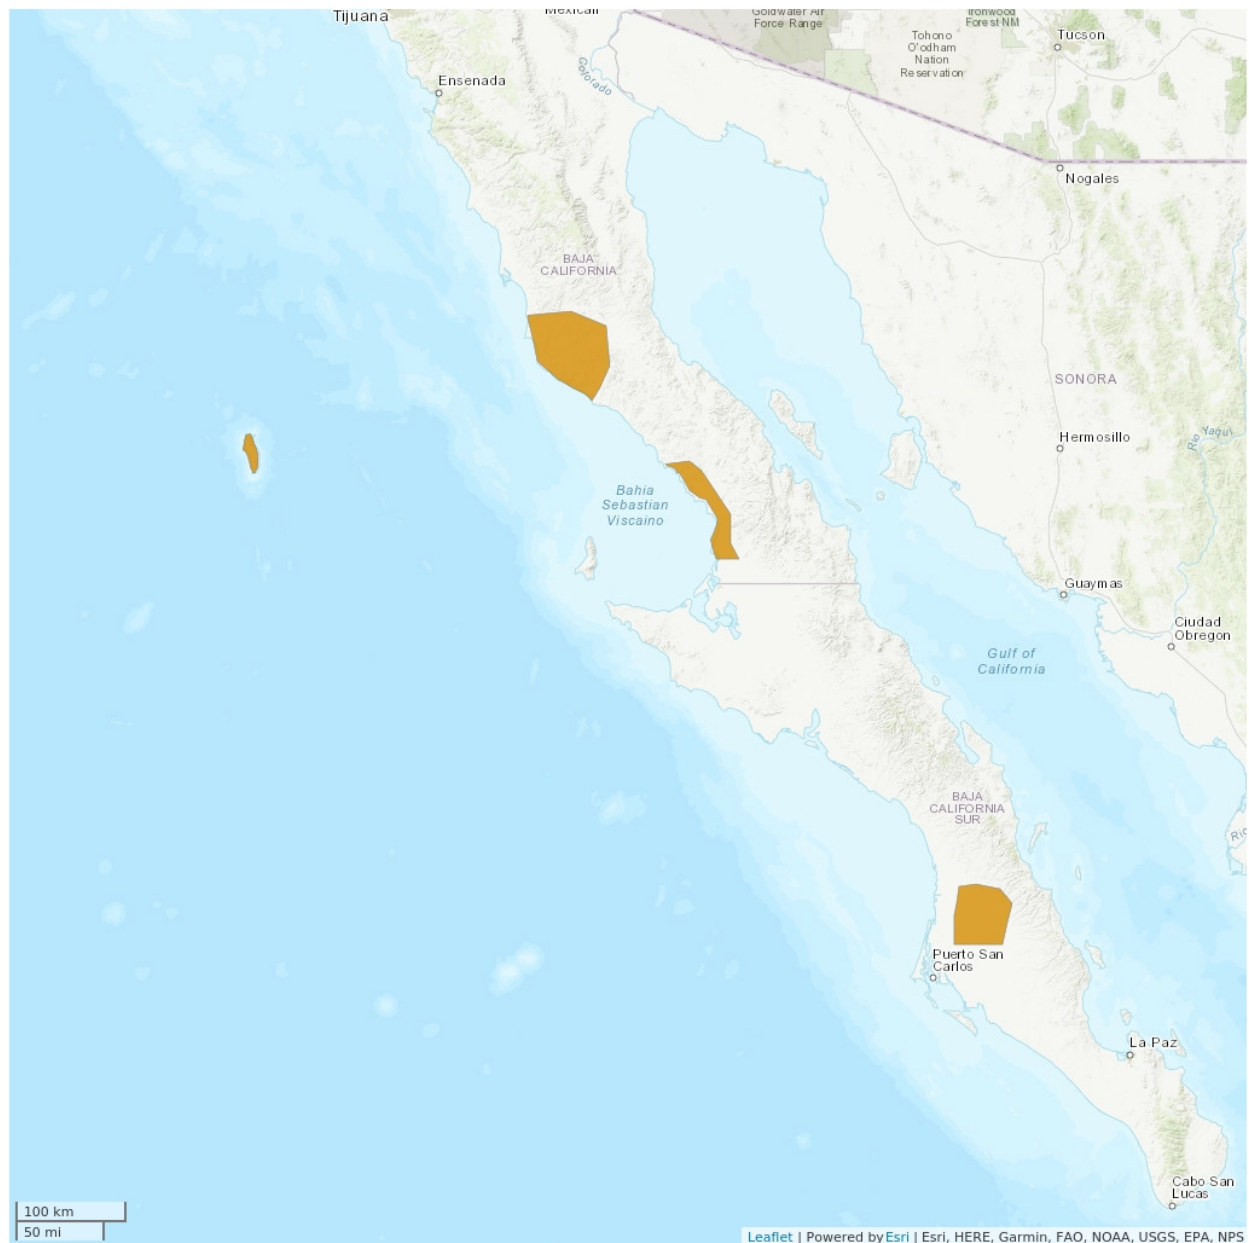 Tijuana
Mexicali
Goldwater Air
Force Range
Ironwood
Forest NM
Tucson
Tohono
O'odham
Nation
Reservation
Ensenada
Colorado
Nogales
BAJA
CALIFORNIA
SONORA
Hermosillo
Rio Yaqui
Bahia
Sebastian
Viscaino
Guaymas
Ciudad
Obregon
Gulf of
California
BAJA
CALIFORNIA
SUR
Puerto San
Carlos
La Paz
Cabo San
Lucas
100 km
50 mi
Leaflet | Powered by Esri | Esri, HERE, Garmin, FAO, NOAA, USGS, EPA, NPS